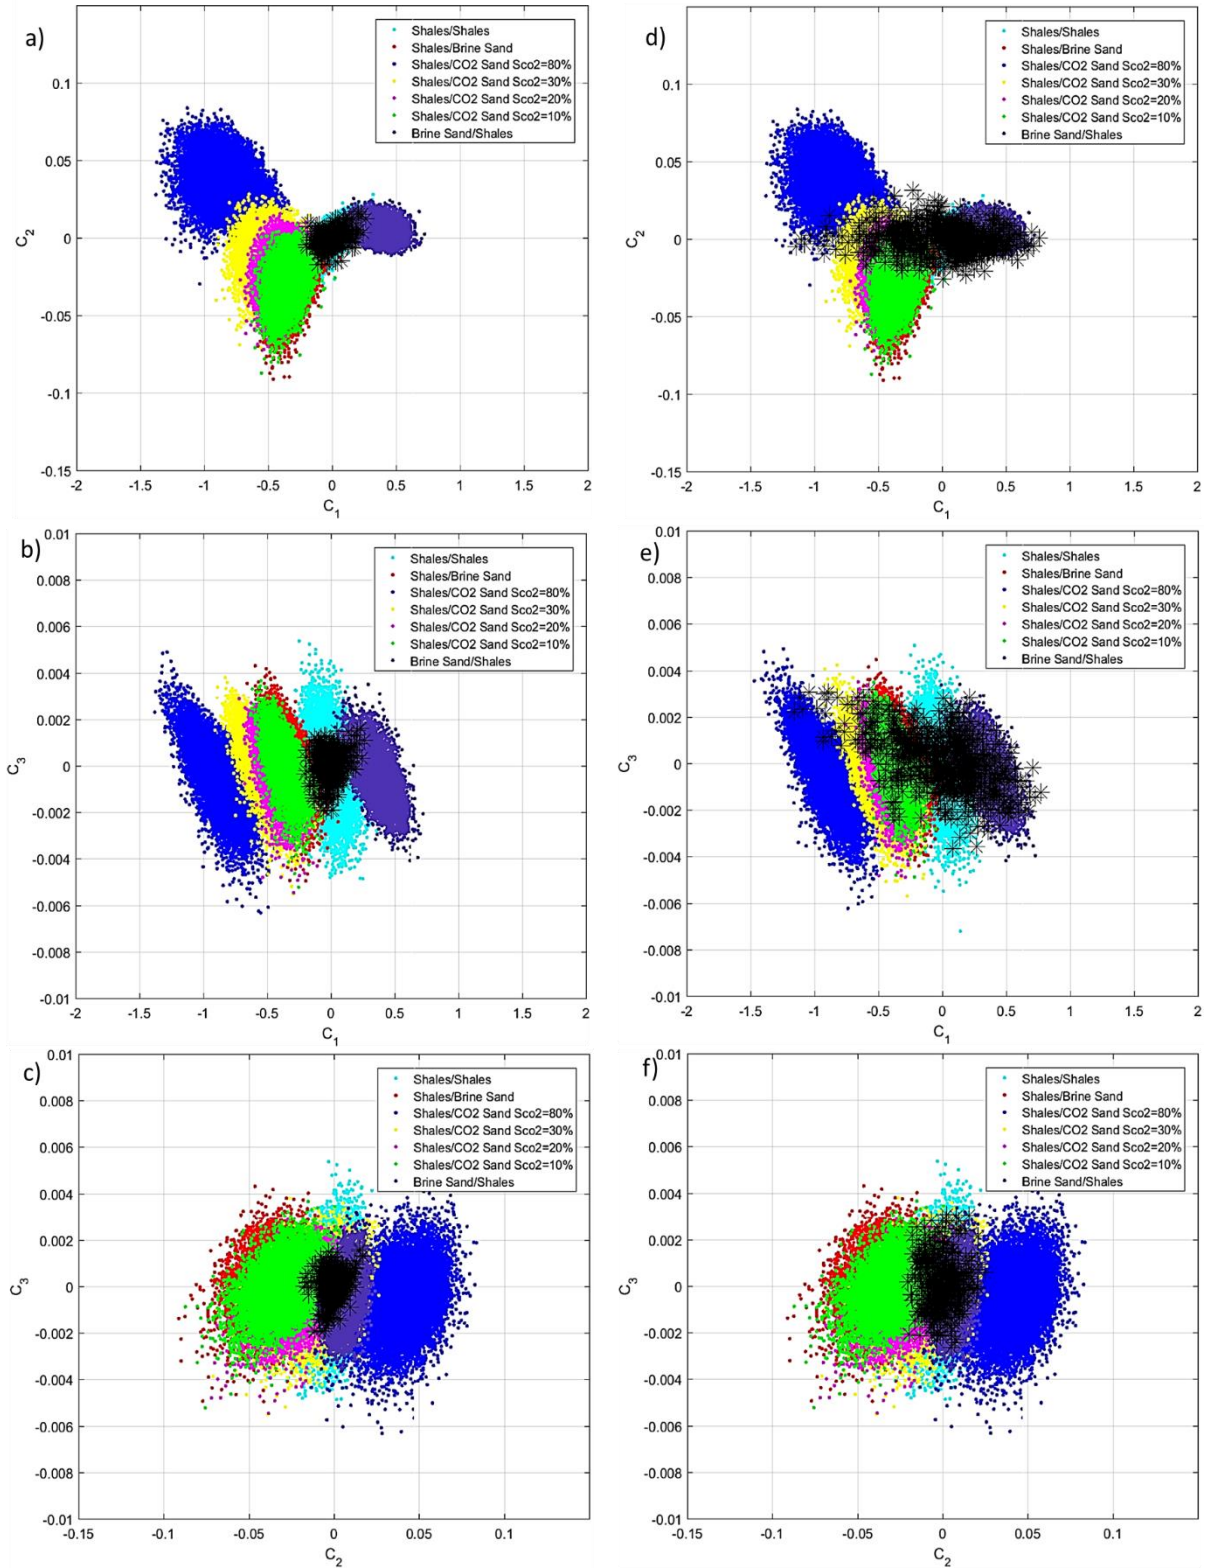 a)
Shales/Shales
Shales/Brine Sand
Shales/CO2 Sand Sco2=80%
Shales/CO2 Sand Sco2=30%
Shales/CO2 Sand Sco2=20%
Shales/CO2 Sand Sco2=10%
Brine Sand/Shales
0.1
0.05
0
-0.05
-0.1
-0.15
C2
-2 -1.5 -1 -0.5 0 0.5 1 1.5 2
C1
d)
Shales/Shales
Shales/Brine Sand
Shales/CO2 Sand Sco2=80%
Shales/CO2 Sand Sco2=30%
Shales/CO2 Sand Sco2=20%
Shales/CO2 Sand Sco2=10%
Brine Sand/Shales
0.1
0.05
0
-0.05
-0.1
-0.15
C2
-2 -1.5 -1 -0.5 0 0.5 1 1.5 2
C1
b)
Shales/Shales
Shales/Brine Sand
Shales/CO2 Sand Sco2=80%
Shales/CO2 Sand Sco2=30%
Shales/CO2 Sand Sco2=20%
Shales/CO2 Sand Sco2=10%
Brine Sand/Shales
0.01
0.008
0.006
0.004
0.002
0
-0.002
-0.004
-0.006
-0.008
-0.01
C3
-2 -1.5 -1 -0.5 0 0.5 1 1.5 2
C1
e)
Shales/Shales
Shales/Brine Sand
Shales/CO2 Sand Sco2=80%
Shales/CO2 Sand Sco2=30%
Shales/CO2 Sand Sco2=20%
Shales/CO2 Sand Sco2=10%
Brine Sand/Shales
0.01
0.008
0.006
0.004
0.002
0
-0.002
-0.004
-0.006
-0.008
-0.01
C3
-2 -1.5 -1 -0.5 0 0.5 1 1.5 2
C1
c)
Shales/Shales
Shales/Brine Sand
Shales/CO2 Sand Sco2=80%
Shales/CO2 Sand Sco2=30%
Shales/CO2 Sand Sco2=20%
Shales/CO2 Sand Sco2=10%
Brine Sand/Shales
0.01
0.008
0.006
0.004
0.002
0
-0.002
-0.004
-0.006
-0.008
-0.01
C3
-0.15 -0.1 -0.05 0 0.05 0.1
C2
f)
Shales/Shales
Shales/Brine Sand
Shales/CO2 Sand Sco2=80%
Shales/CO2 Sand Sco2=30%
Shales/CO2 Sand Sco2=20%
Shales/CO2 Sand Sco2=10%
Brine Sand/Shales
0.01
0.008
0.006
0.004
0.002
0
-0.002
-0.004
-0.006
-0.008
-0.01
C3
-0.15 -0.1 -0.05 0 0.05 0.1
C2